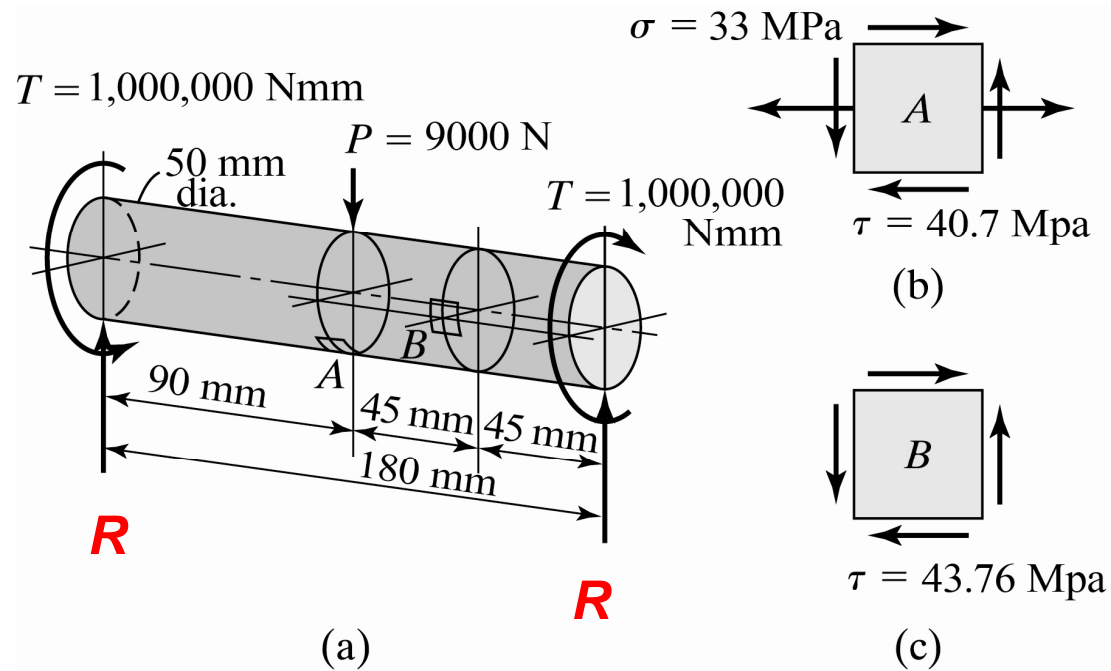 T = 1,000,000 Nmm
50 mm
dia.
P = 9000 N
T = 1,000,000
Nmm
A
B
90 mm
45 mm
45 mm
180 mm
R
R
(a)
σ = 33 MPa
A
τ = 40.7 Mpa
(b)
B
τ = 43.76 Mpa
(c)